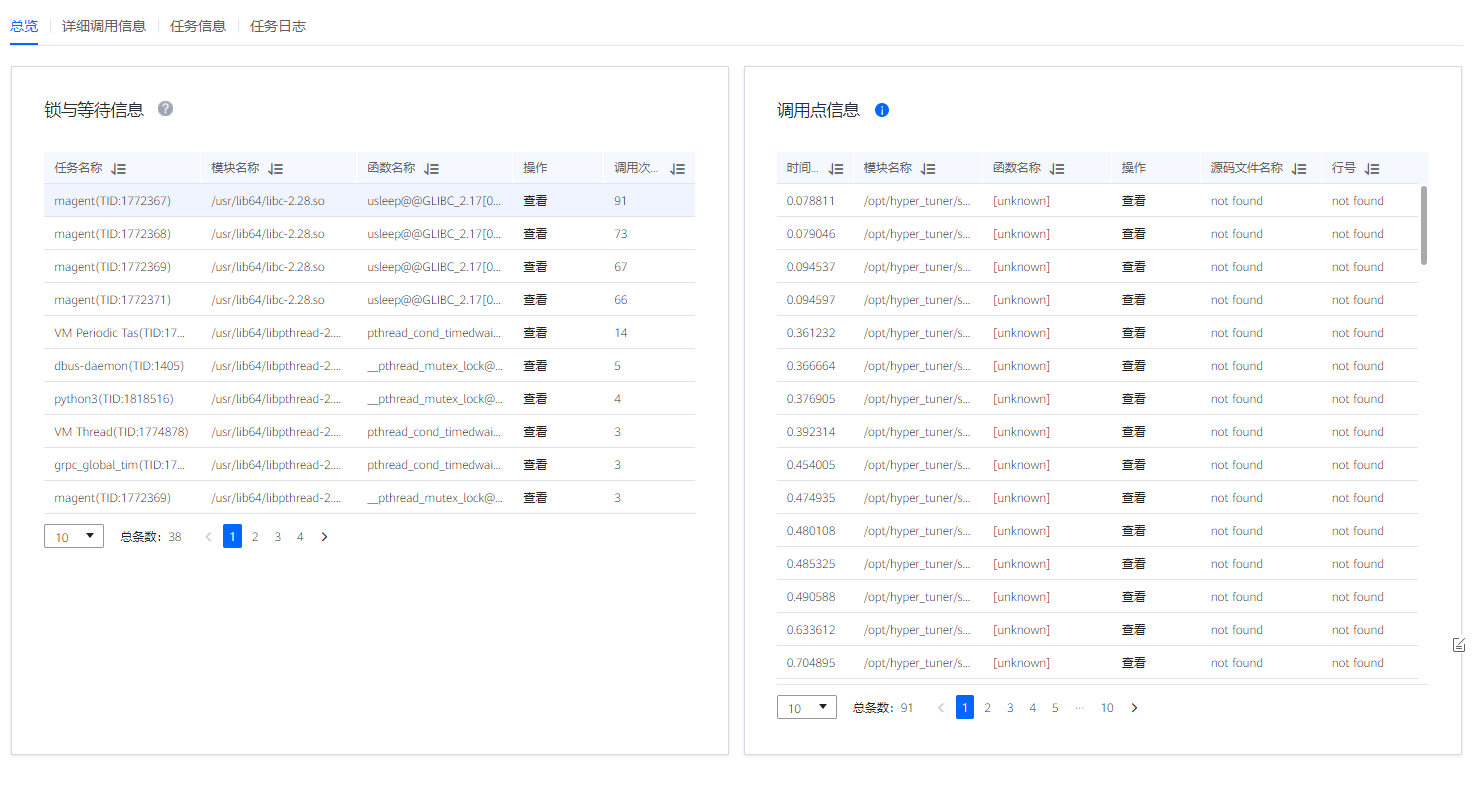 总览 详细调用信息 任务信息 任务日志
锁与等待信息 ?
任务名称 模块名称 函数名称 操作 调用次...
magent(TID:1772367) /usr/lib64/libc-2.28.so usleep@@GLIBC_2.17[0... 查看 91
magent(TID:1772368) /usr/lib64/libc-2.28.so usleep@@GLIBC_2.17[0... 查看 73
magent(TID:1772369) /usr/lib64/libc-2.28.so usleep@@GLIBC_2.17[0... 查看 67
magent(TID:1772371) /usr/lib64/libc-2.28.so usleep@@GLIBC_2.17[0... 查看 66
VM Periodic Tas(TID:17... /usr/lib64/libpthread-2.... pthread_cond_timedwai... 查看 14
dbus-daemon(TID:1405) /usr/lib64/libpthread-2.... __pthread_mutex_lock@... 查看 5
python3(TID:1818516) /usr/lib64/libpthread-2.... __pthread_mutex_lock@... 查看 4
VM Thread(TID:1774878) /usr/lib64/libpthread-2.... pthread_cond_timedwai... 查看 3
grpc_global_tim(TID:17... /usr/lib64/libpthread-2.... pthread_cond_timedwai... 查看 3
magent(TID:1772369) /usr/lib64/libpthread-2.... __pthread_mutex_lock@... 查看 3
10 总条数: 38 < 1 2 3 4 >
调用点信息 i
时间... 模块名称 函数名称 操作 源码文件名称 行号
0.078811 /opt/hyper_tuner/s... [unknown] 查看 not found not found
0.079046 /opt/hyper_tuner/s... [unknown] 查看 not found not found
0.094537 /opt/hyper_tuner/s... [unknown] 查看 not found not found
0.094597 /opt/hyper_tuner/s... [unknown] 查看 not found not found
0.361232 /opt/hyper_tuner/s... [unknown] 查看 not found not found
0.366664 /opt/hyper_tuner/s... [unknown] 查看 not found not found
0.376905 /opt/hyper_tuner/s... [unknown] 查看 not found not found
0.392314 /opt/hyper_tuner/s... [unknown] 查看 not found not found
0.454005 /opt/hyper_tuner/s... [unknown] 查看 not found not found
0.474935 /opt/hyper_tuner/s... [unknown] 查看 not found not found
0.480108 /opt/hyper_tuner/s... [unknown] 查看 not found not found
0.485325 /opt/hyper_tuner/s... [unknown] 查看 not found not found
0.490588 /opt/hyper_tuner/s... [unknown] 查看 not found not found
0.633612 /opt/hyper_tuner/s... [unknown] 查看 not found not found
0.704895 /opt/hyper_tuner/s... [unknown] 查看 not found not found
10 总条数: 91 < 1 2 3 4 5 ... 10 >